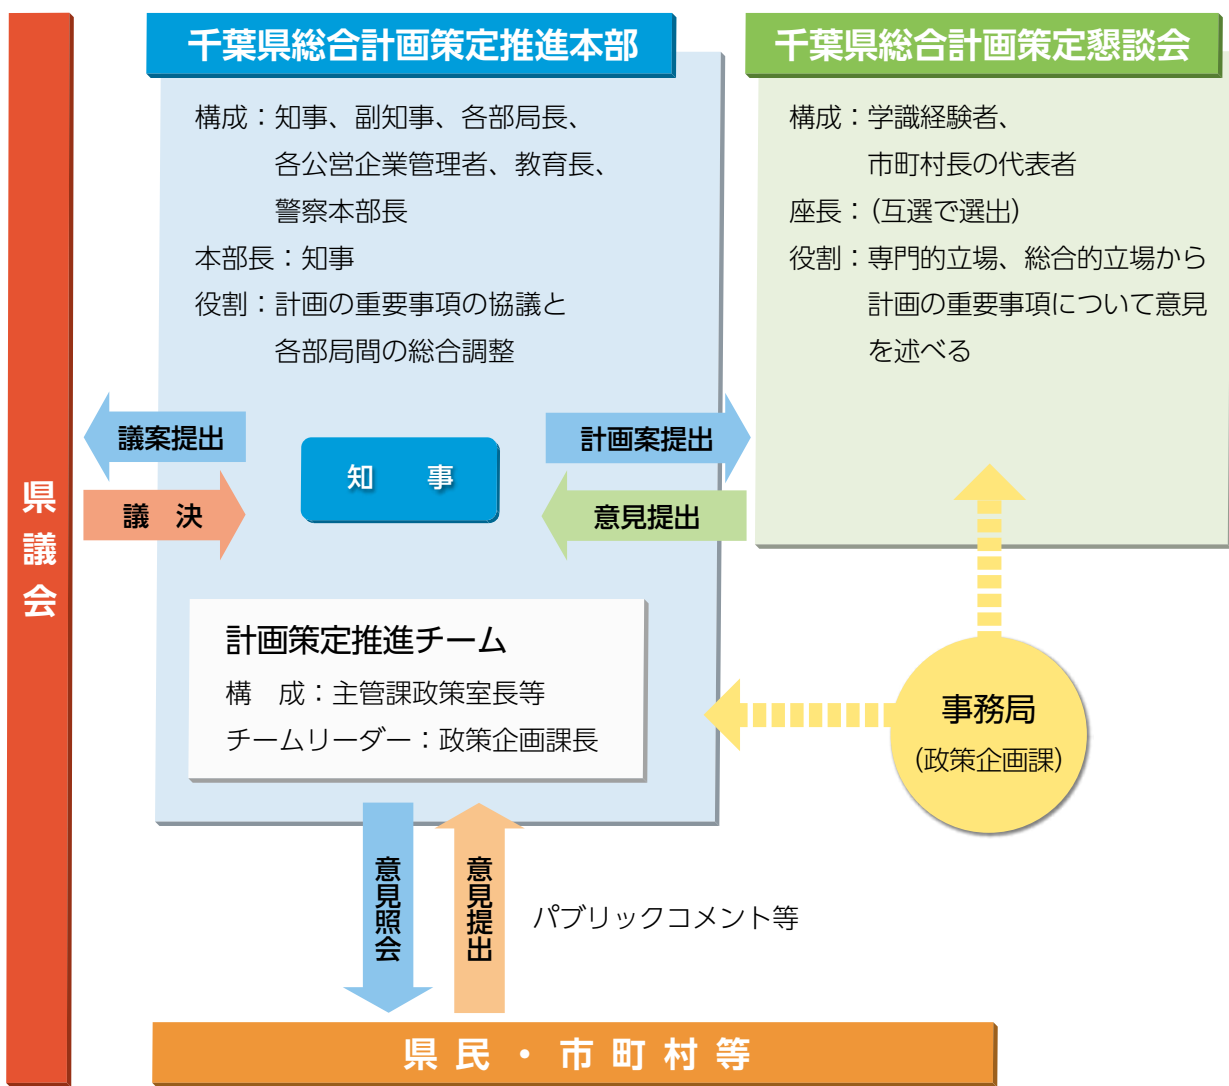 千葉県総合計画策定推進本部
構成：知事、副知事、各部局長、
各公営企業管理者、教育長、
警察本部長
本部長：知事
役割：計画の重要事項の協議と
各部局間の総合調整
千葉県総合計画策定懇談会
構成：学識経験者、
市町村長の代表者
座長：（互選で選出）
役割：専門的立場、総合的立場から
計画の重要事項について意見
を述べる
県議会
議案提出
議　決
知　事
計画案提出
意見提出
計画策定推進チーム
構　成：主管課政策室長等
チームリーダー：政策企画課長
事務局
（政策企画課）
意見照会
意見提出
パブリックコメント等
県民・市町村等